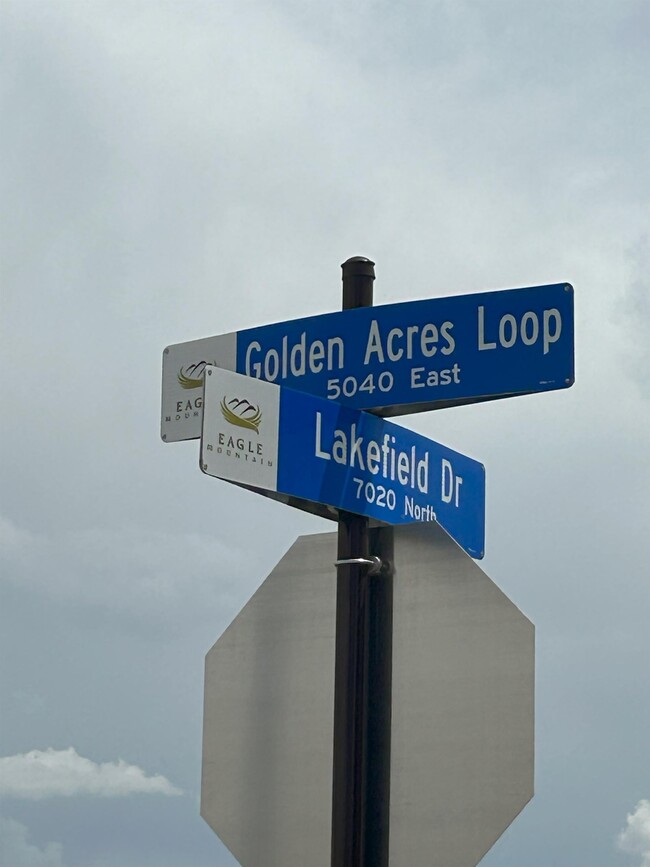 Golden Acres Loop
5040 East
EAGLE
MOUNTAIN
Lakefield Dr
7020 North